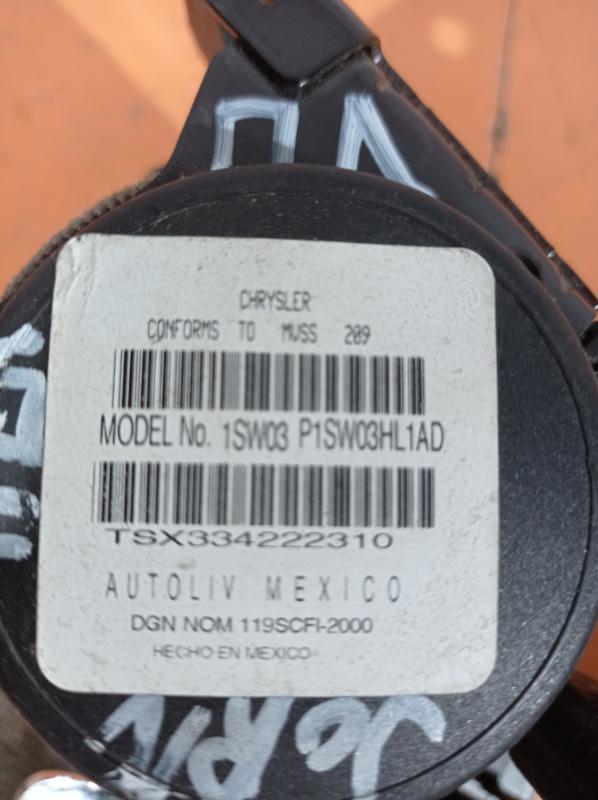 ПЛ
CHRYSLER
CONFORMS TO MVSS 209
MODEL No. 1SW03 P1SW03HL1AD
TSX334222310
AUTOLIV MEXICO
DGN NOM 119SCFI-2000
HECHO EN MEXICO